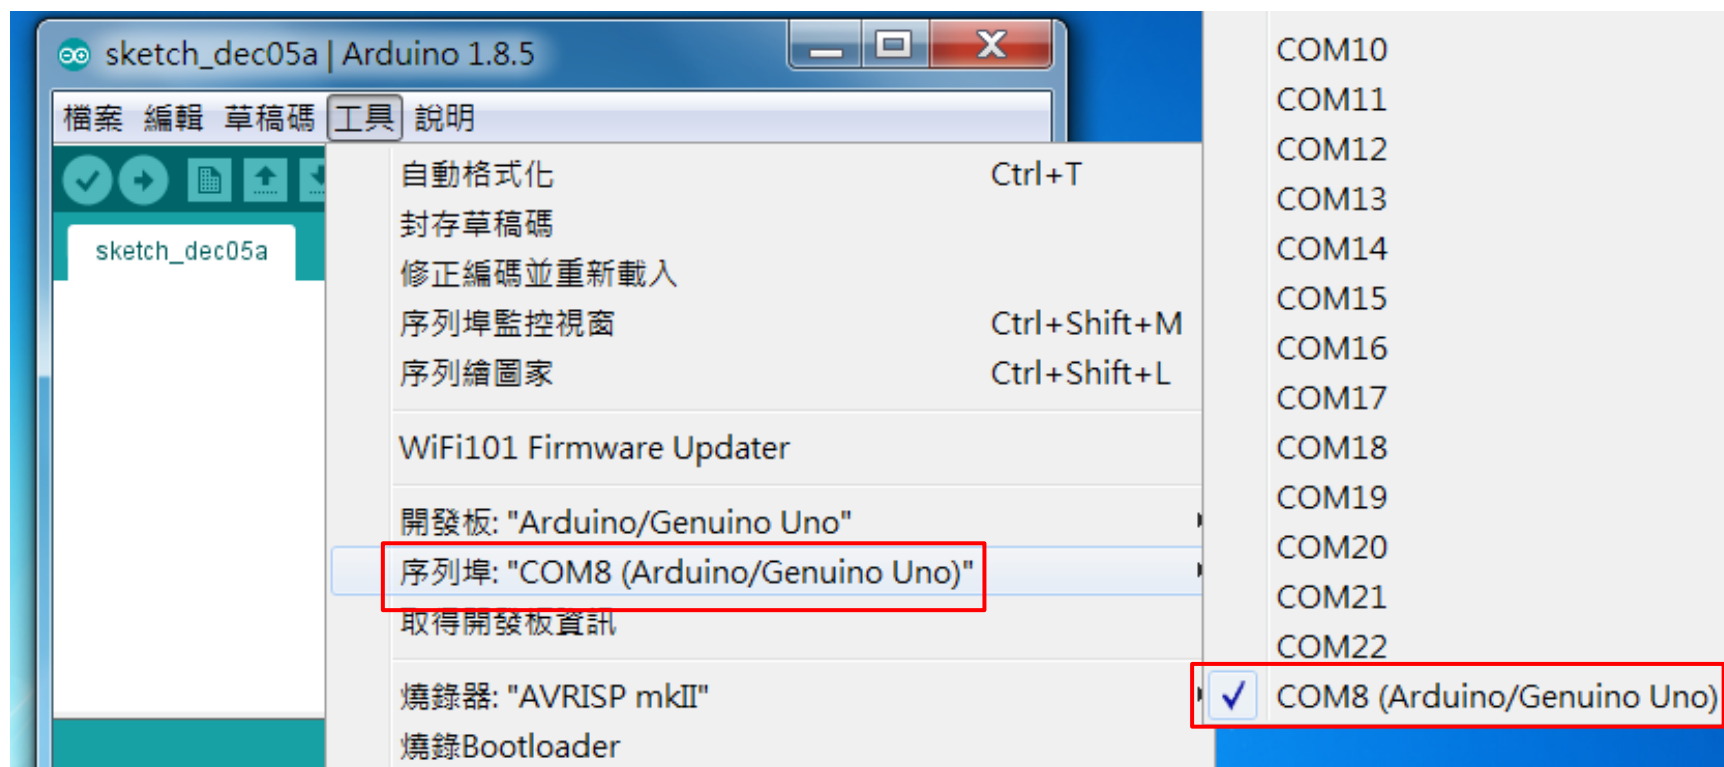 sketch_dec05a | Arduino 1.8.5
檔案 編輯 草稿碼 工具 說明
sketch_dec05a
自動格式化 Ctrl+T
封存草稿碼
修正編碼並重新載入
序列埠監控視窗 Ctrl+Shift+M
序列繪圖家 Ctrl+Shift+L
WiFi101 Firmware Updater
開發板: "Arduino/Genuino Uno"
序列埠: "COM8 (Arduino/Genuino Uno)"
取得開發板資訊
燒錄器: "AVRISP mkII"
燒錄Bootloader
COM10
COM11
COM12
COM13
COM14
COM15
COM16
COM17
COM18
COM19
COM20
COM21
COM22
COM8 (Arduino/Genuino Uno)